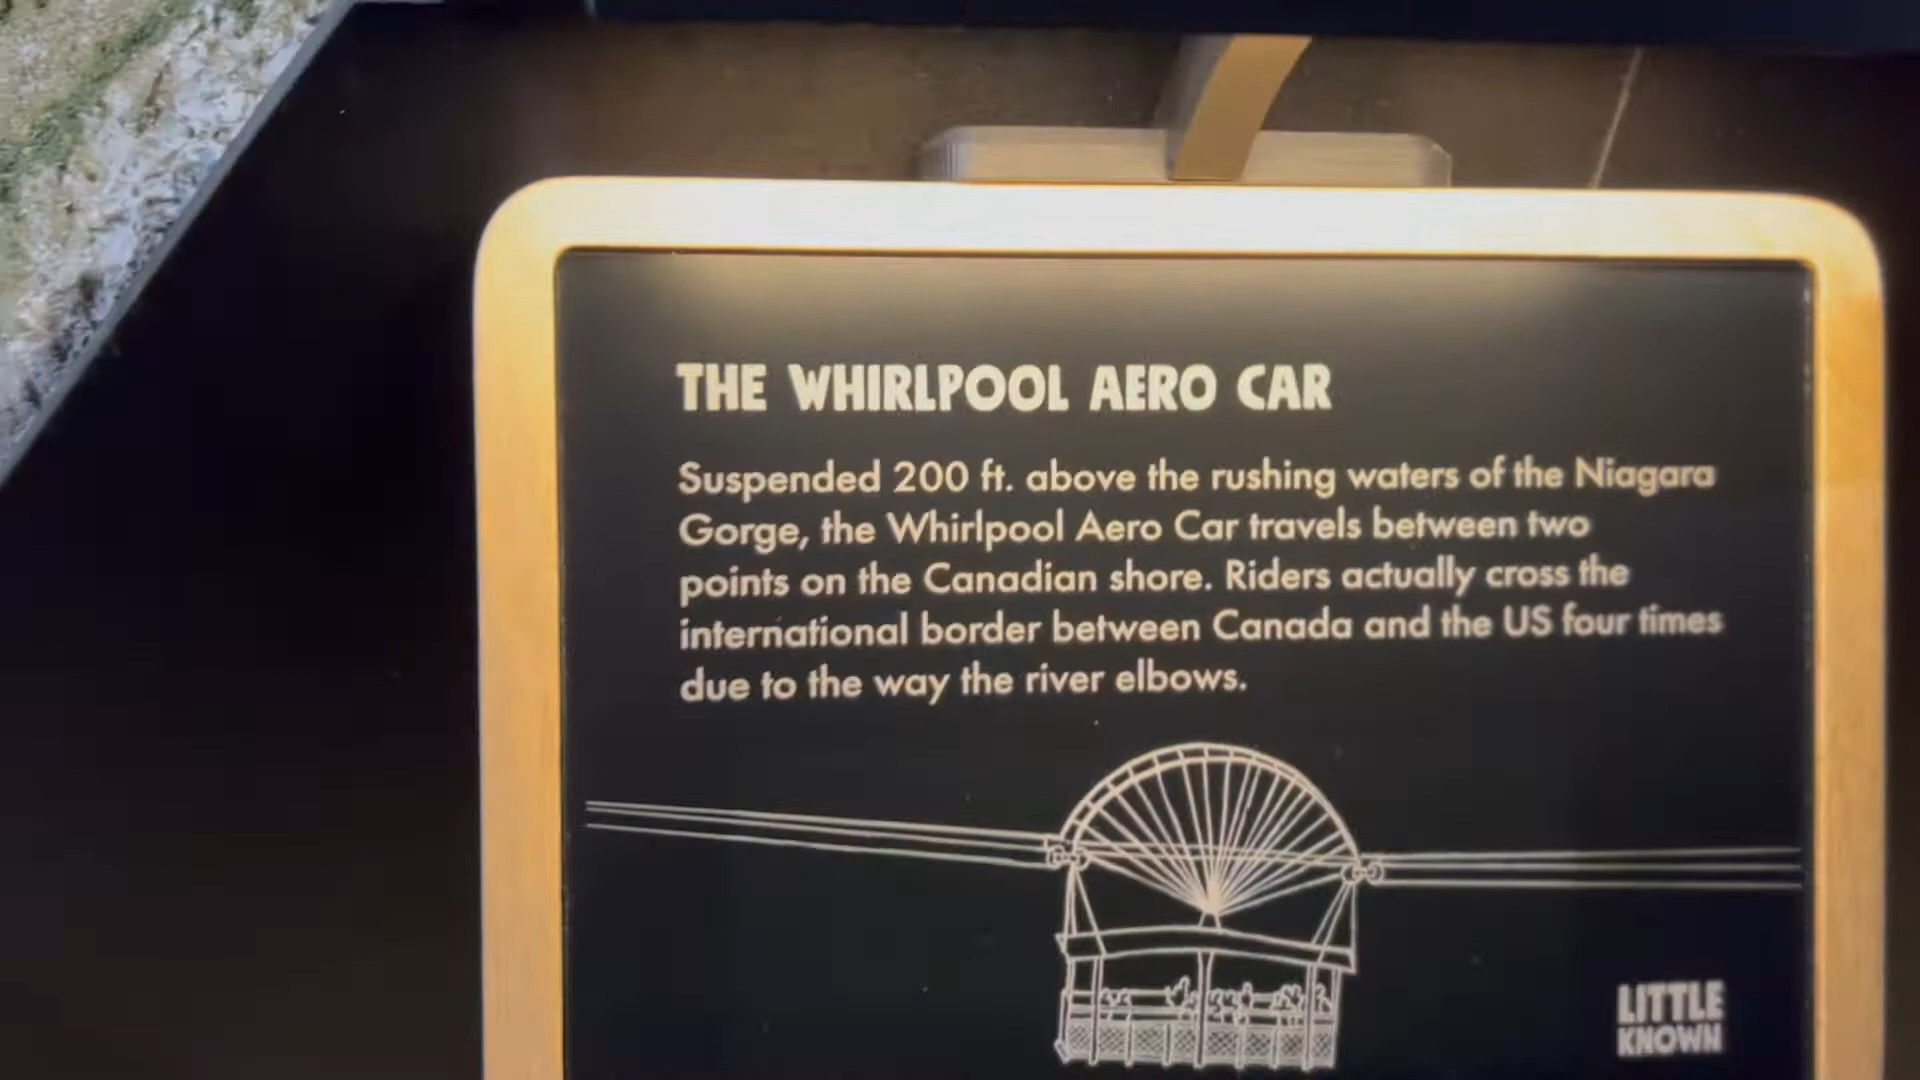 THE WHIRLPOOL AERO CAR
Suspended 200 ft. above the rushing waters of the Niagara
Gorge, the Whirlpool Aero Car travels between two
points on the Canadian shore. Riders actually cross the
international border between Canada and the US four times
due to the way the river elbows.
LITTLE
KNOWN